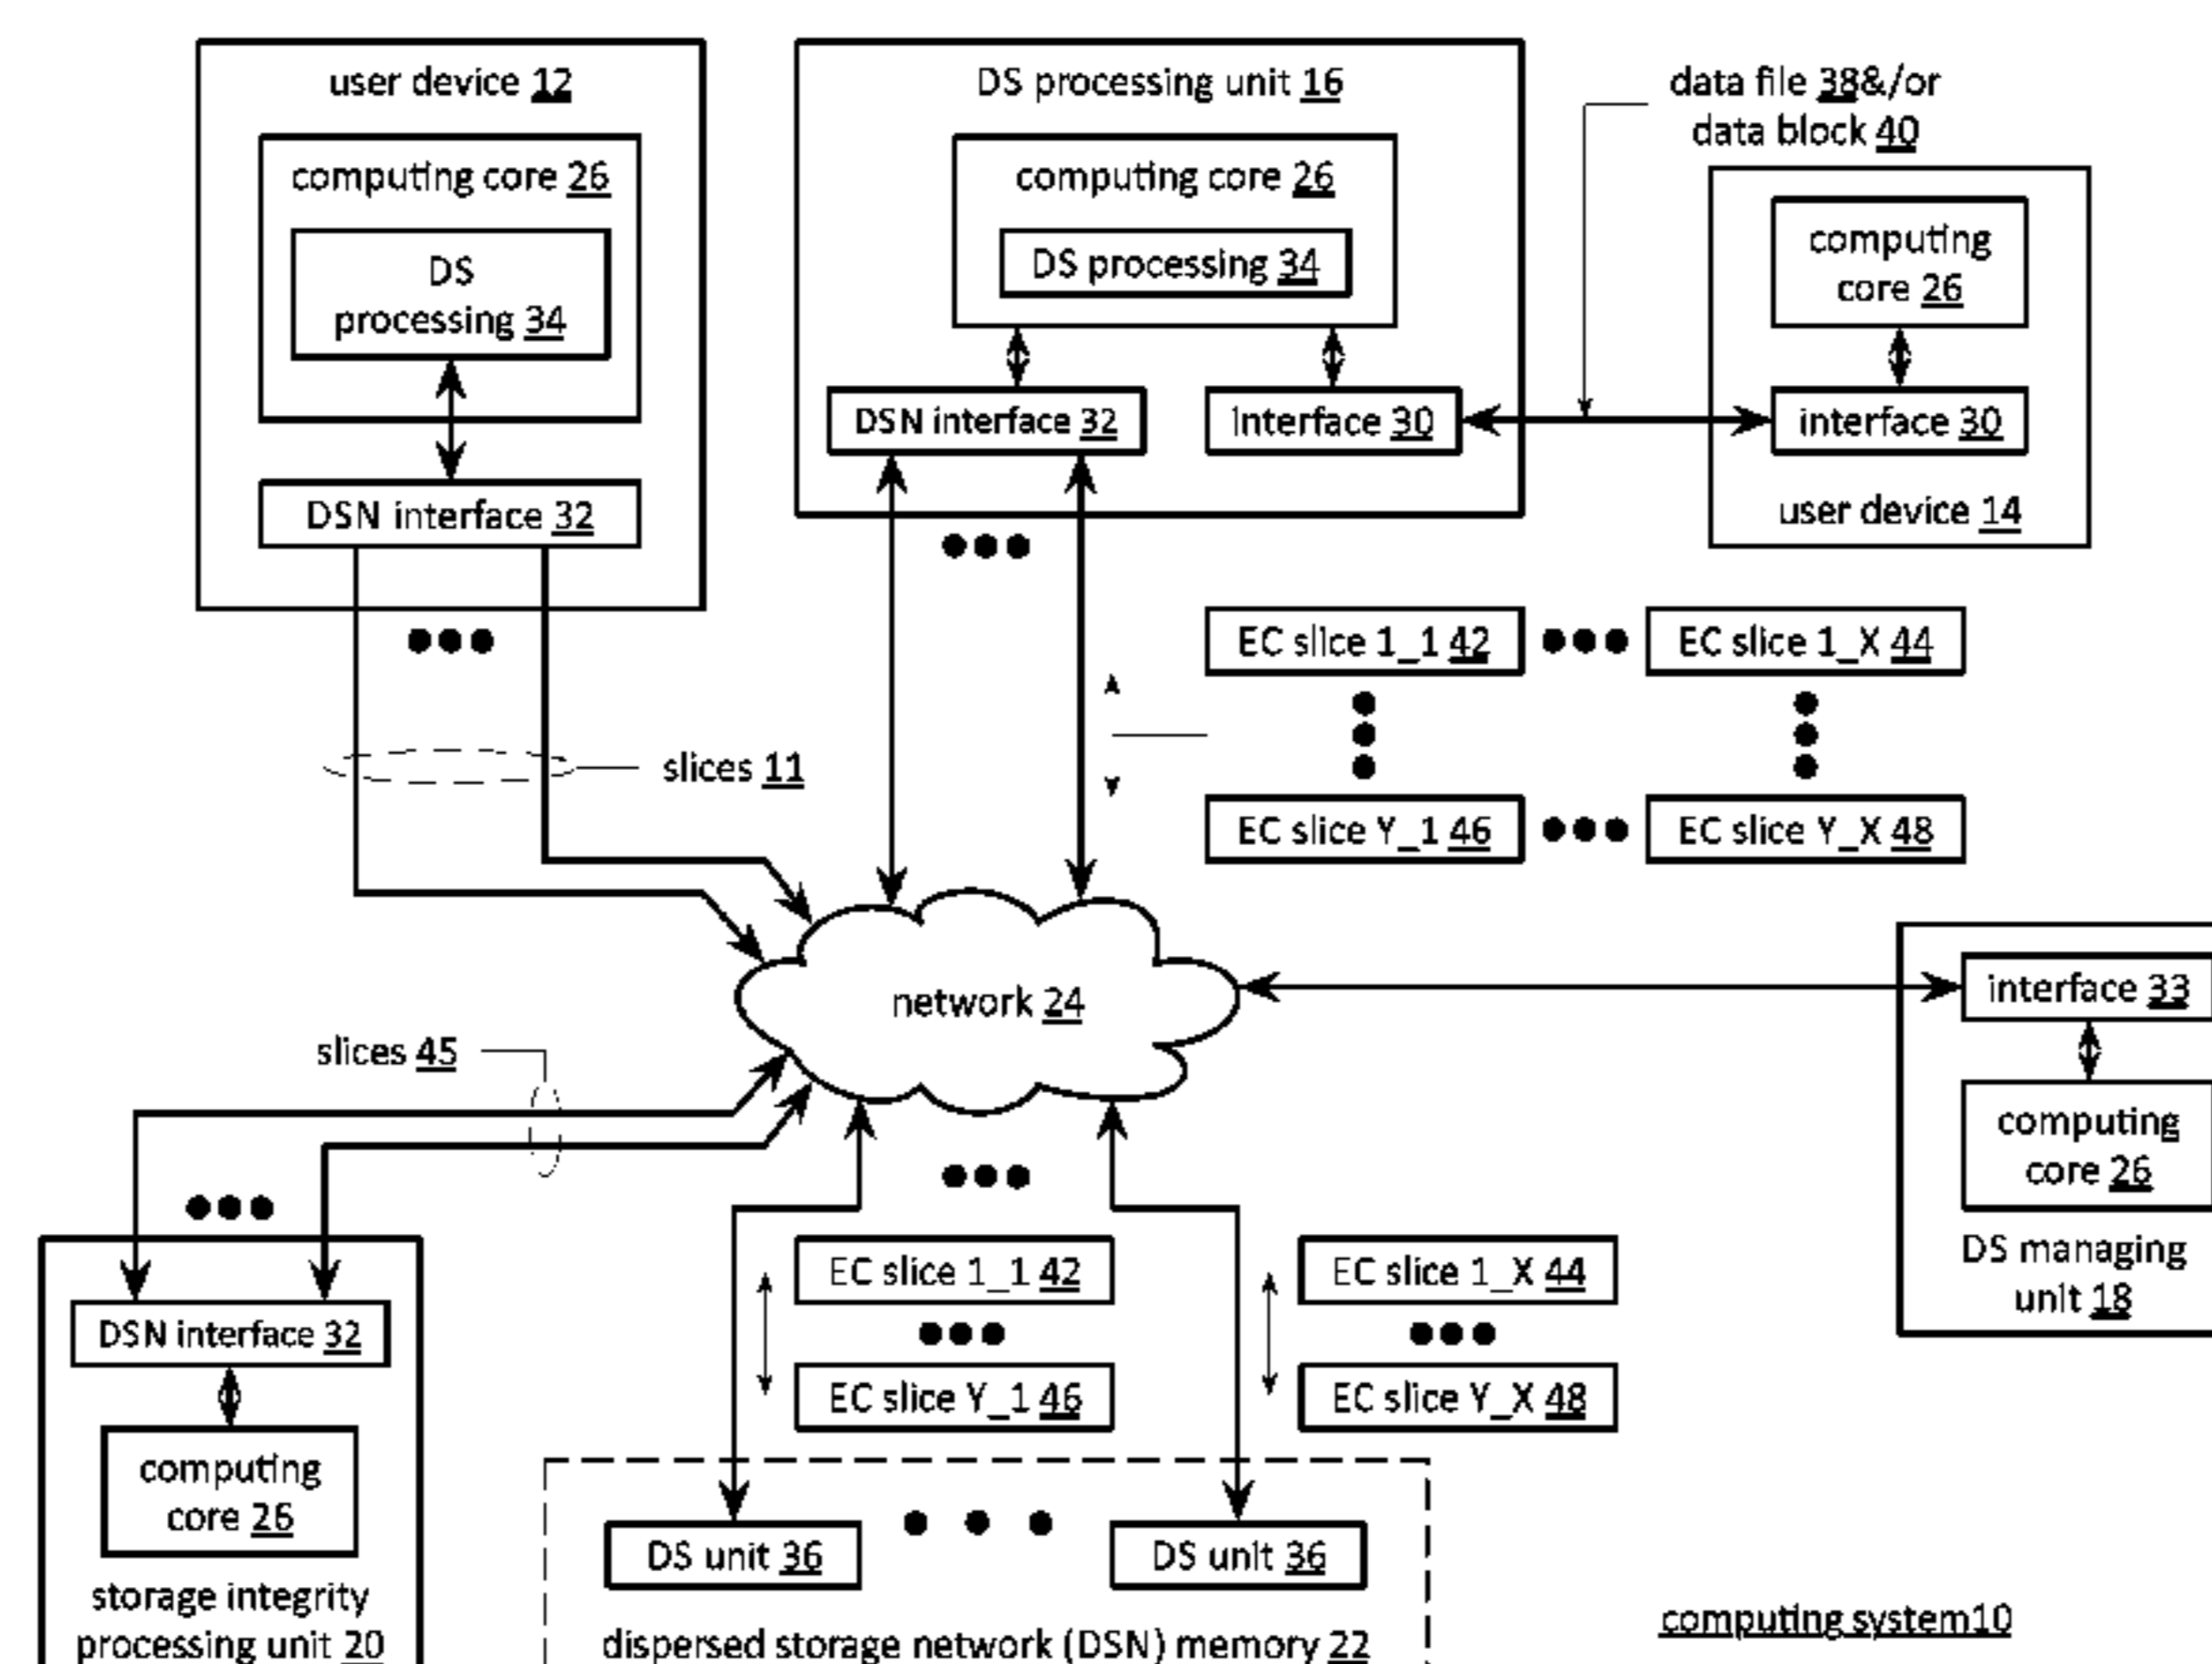 user device 12
computing core 26
DS
processing 34
DSN interface 32
DS processing unit 16
computing core 26
DS processing 34
DSN interface 32
interface 30
data file 38&/or
data block 40
computing
core 26
interface 30
user device 14
EC slice 1_1 42
EC slice 1_X 44
EC slice Y_1 46
EC slice Y_X 48
slices 11
network 24
interface 33
computing
core 26
DS managing
unit 18
slices 45
DSN interface 32
computing
core 26
storage integrity
processing unit 20
EC slice 1_1 42
EC slice 1_X 44
EC slice Y_1 46
EC slice Y_X 48
DS unit 36
DS unit 36
dispersed storage network (DSN) memory 22
computing system10